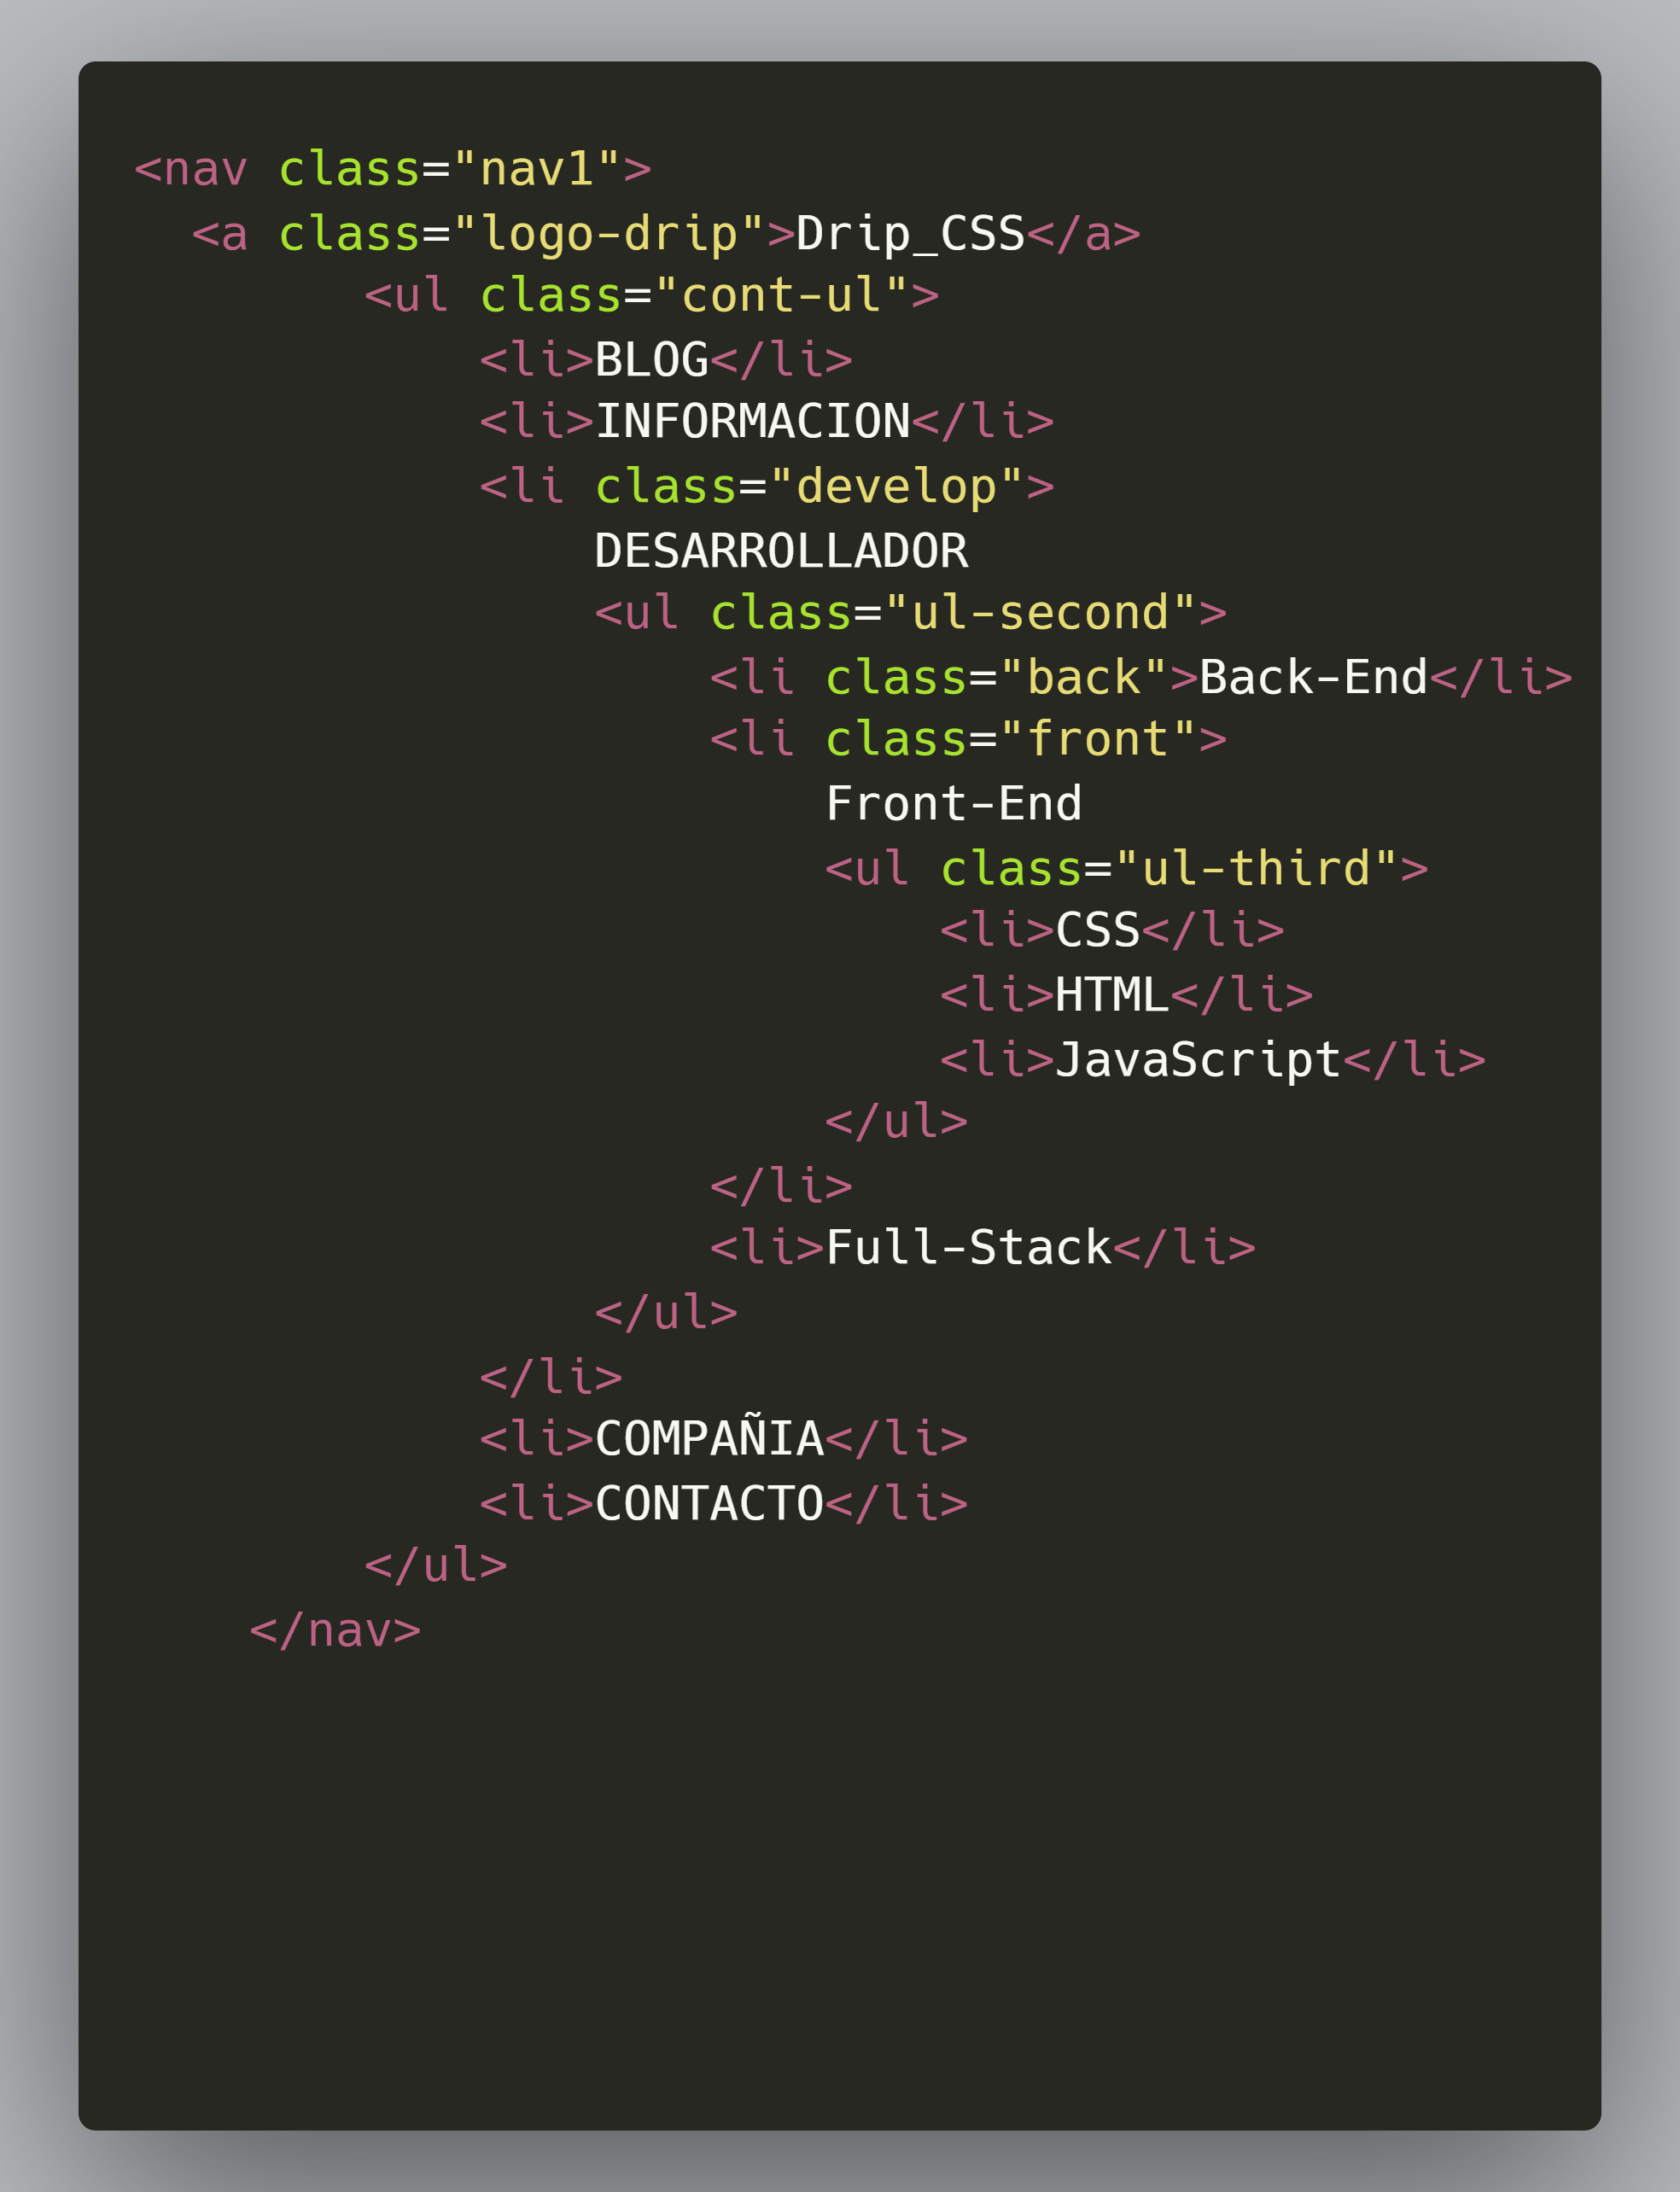 <nav class="nav1">
  <a class="logo-drip">Drip_CSS</a>
        <ul class="cont-ul">
            <li>BLOG</li>
            <li>INFORMACION</li>
            <li class="develop">
                DESARROLLADOR
                <ul class="ul-second">
                    <li class="back">Back-End</li>
                    <li class="front">
                        Front-End
                        <ul class="ul-third">
                            <li>CSS</li>
                            <li>HTML</li>
                            <li>JavaScript</li>
                        </ul>
                    </li>
                    <li>Full-Stack</li>
                </ul>
            </li>
            <li>COMPAÑIA</li>
            <li>CONTACTO</li>
        </ul>
    </nav>